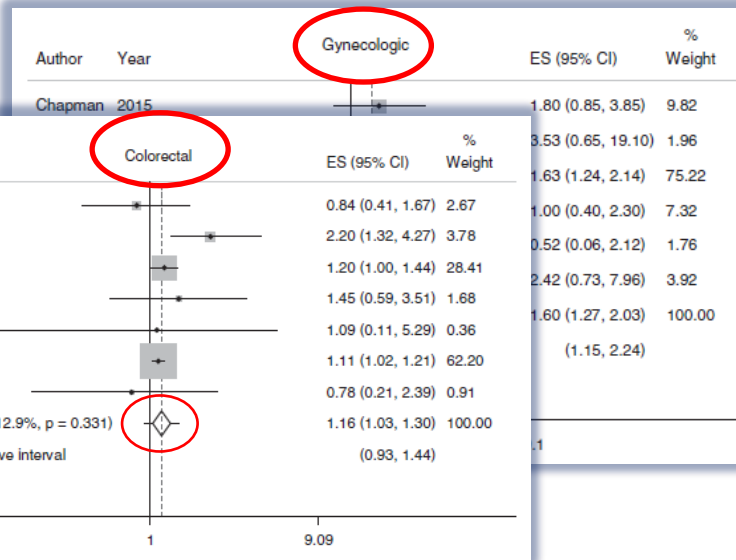 Gynecologic
%
Author Year ES (95% CI) Weight
Chapman 2015 1.80 (0.85, 3.85) 9.82
3.53 (0.65, 19.10) 1.96
1.63 (1.24, 2.14) 75.22
1.00 (0.40, 2.30) 7.32
0.52 (0.06, 2.12) 1.76
2.42 (0.73, 7.96) 3.92
1.60 (1.27, 2.03) 100.00
(1.15, 2.24)
.1
Colorectal
%
ES (95% CI) Weight
0.84 (0.41, 1.67) 2.67
2.20 (1.32, 4.27) 3.78
1.20 (1.00, 1.44) 28.41
1.45 (0.59, 3.51) 1.68
1.09 (0.11, 5.29) 0.36
1.11 (1.02, 1.21) 62.20
0.78 (0.21, 2.39) 0.91
12.9%, p = 0.331) 1.16 (1.03, 1.30) 100.00
ve interval (0.93, 1.44)
1 9.09